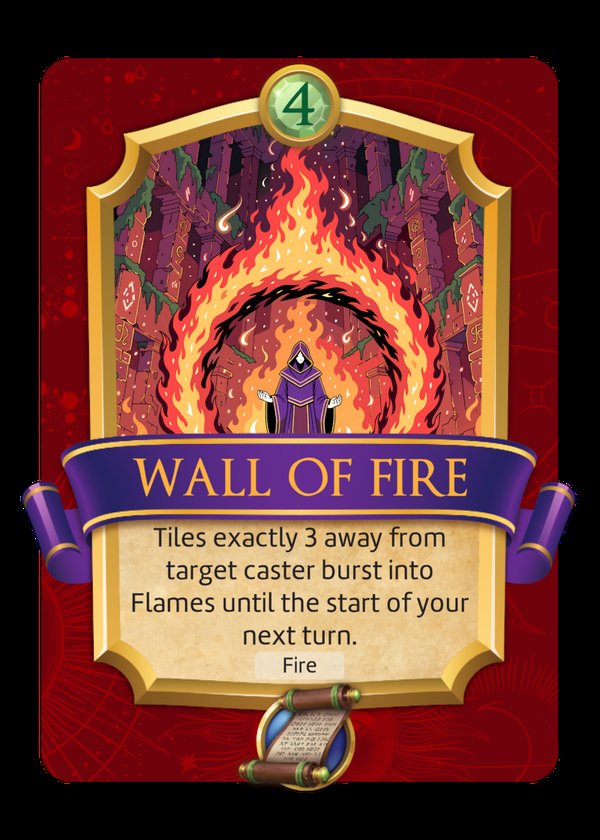 4
WALL OF FIRE
Tiles exactly 3 away from
target caster burst into
Flames until the start of your
next turn.
Fire